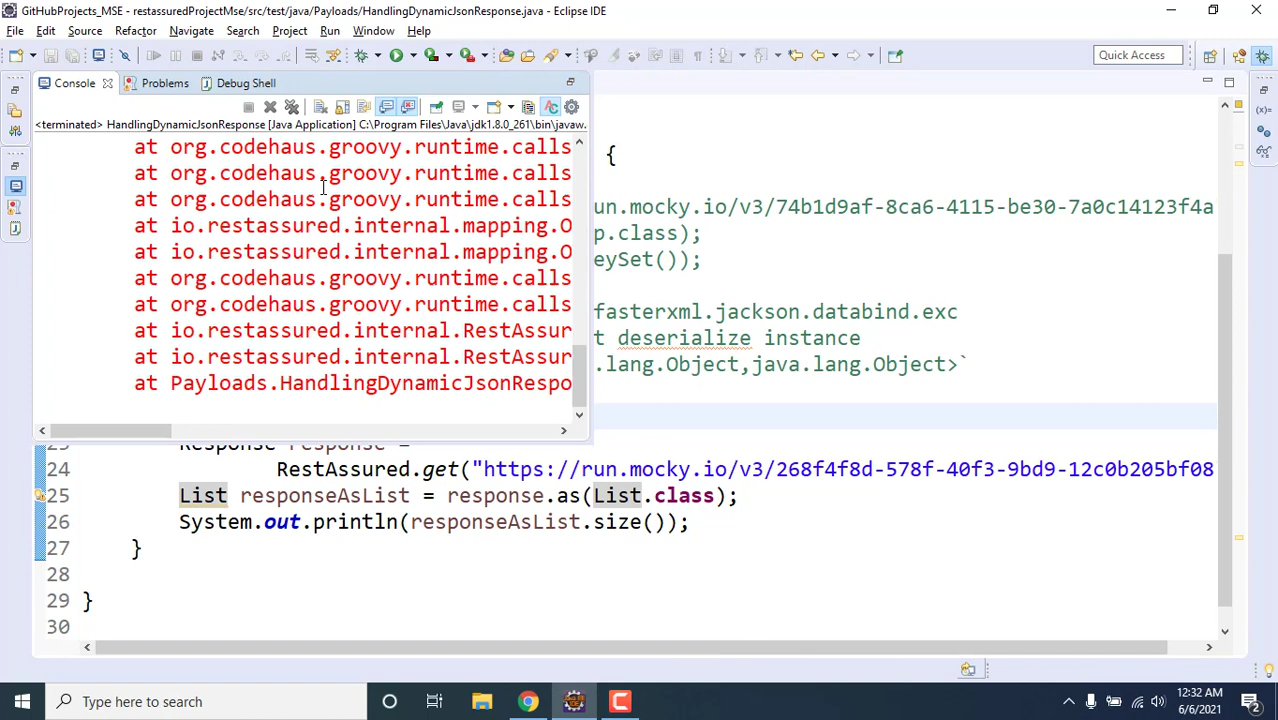 GitHubProjects_MSE - restassuredProjectMse/src/test/java/Payloads/HandlingDynamicJsonResponse.java - Eclipse IDE
File Edit Source Refactor Navigate Search Project Run Window Help
Quick Access
Console Problems Debug Shell
<terminated> HandlingDynamicJsonResponse [Java Application] C:\Program Files\Java\jdk1.8.0_261\bin\javaw.
at org.codehaus.groovy.runtime.calls
at org.codehaus.groovy.runtime.calls
at org.codehaus.groovy.runtime.calls
at io.restassured.internal.mapping.O
at io.restassured.internal.mapping.O
at org.codehaus.groovy.runtime.calls
at org.codehaus.groovy.runtime.calls
at io.restassured.internal.RestAssur
at io.restassured.internal.RestAssur
at Payloads.HandlingDynamicJsonRespo
{
un.mocky.io/v3/74b1d9af-8ca6-4115-be30-7a0c14123f4a
p.class);
eySet());
fasterxml.jackson.databind.exc
t deserialize instance
.lang.Object,java.lang.Object>`
23 Response response =
24 RestAssured.get("https://run.mocky.io/v3/268f4f8d-578f-40f3-9bd9-12c0b205bf08
25 List responseAsList = response.as(List.class);
26 System.out.println(responseAsList.size());
27 }
28
29 }
30
Type here to search
12:32 AM
6/6/2021
2